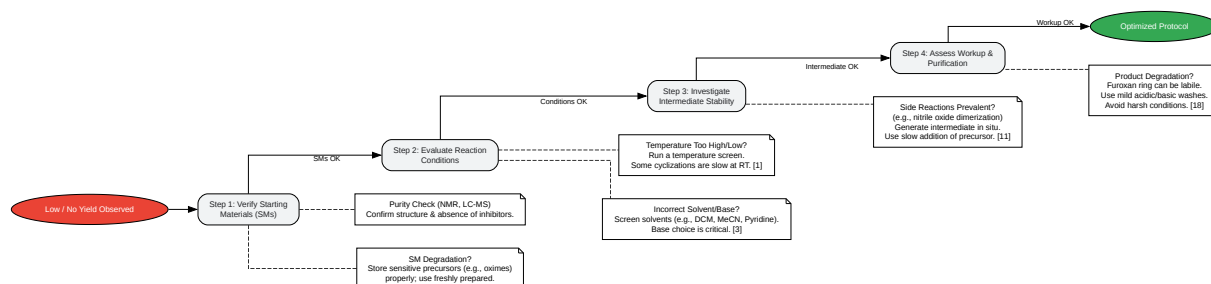 Low / No Yield Observed
Step 1: Verify Starting
Materials (SMs)
Purity Check (NMR, LC-MS)
Confirm structure & absence of inhibitors.
SM Degradation?
Store sensitive precursors (e.g., oximes)
properly; use freshly prepared.
SMs OK
Step 2: Evaluate Reaction
Conditions
Temperature Too High/Low?
Run a temperature screen.
Some cyclizations are slow at RT. [1]
Incorrect Solvent/Base?
Screen solvents (e.g., DCM, MeCN, Pyridine).
Base choice is critical. [3]
Conditions OK
Step 3: Investigate
Intermediate Stability
Side Reactions Prevalent?
(e.g., nitrile oxide dimerization)
Generate intermediate in situ.
Use slow addition of precursor. [11]
Intermediate OK
Step 4: Assess Workup &
Purification
Product Degradation?
Furoxan ring can be labile.
Use mild acidic/basic washes.
Avoid harsh conditions. [18]
Workup OK
Optimized Protocol